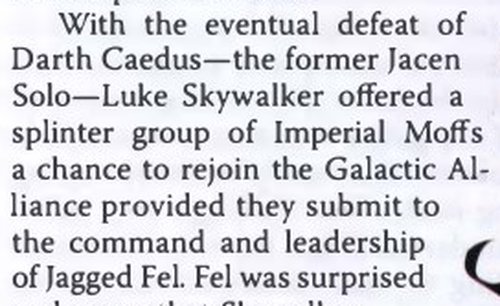 With the eventual defeat of
Darth Caedus—the former Jacen
Solo—Luke Skywalker offered a
splinter group of Imperial Moffs
a chance to rejoin the Galactic Al-
liance provided they submit to
the command and leadership
of Jagged Fel. Fel was surprised